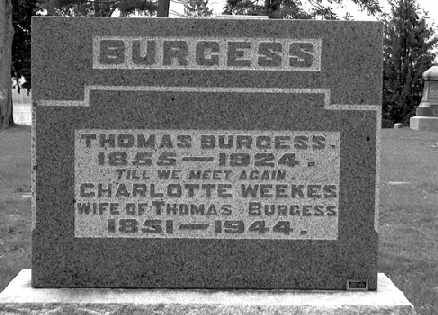 BURGESS
THOMAS BURGESS.
1855—1924.
TILL WE MEET AGAIN.
CHARLOTTE WEEKES
WIFE OF THOMAS BURGESS
1851—1944.